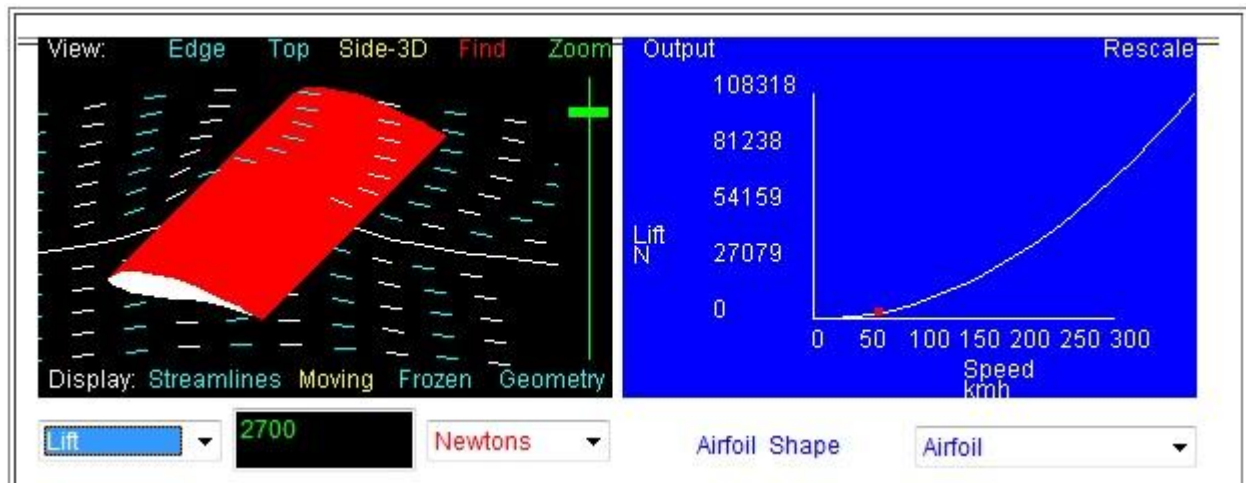 View: Edge Top Side-3D Find Zoom
Display: Streamlines Moving Frozen Geometry
Output Rescale
108318
81238
54159
Lift
N
27079
0
0 50 100 150 200 250 300
Speed
kmh
Lift 2700 Newtons
Airfoil Shape Airfoil